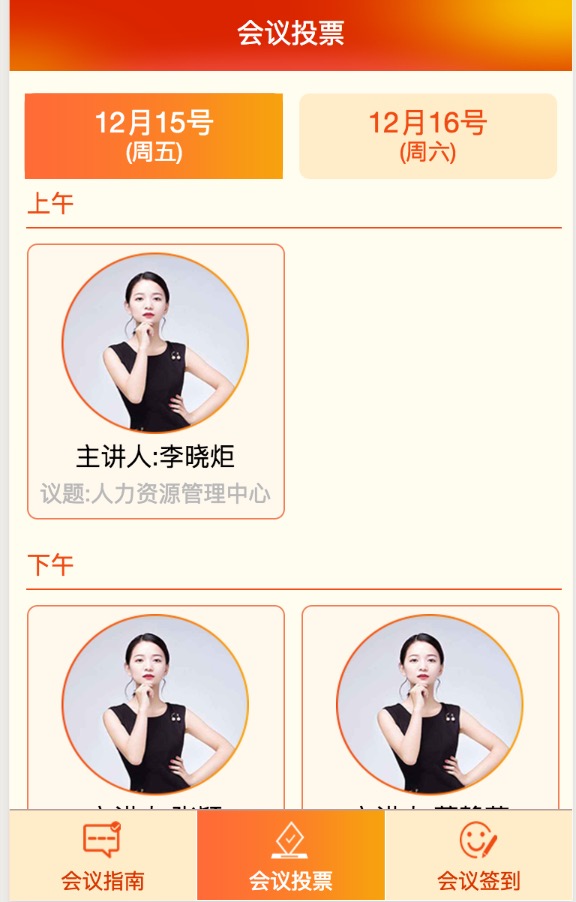 会议投票
12月15号
(周五)
12月16号
(周六)
上午
主讲人:李晓炬
议题:人力资源管理中心
下午
会议指南
会议投票
会议签到